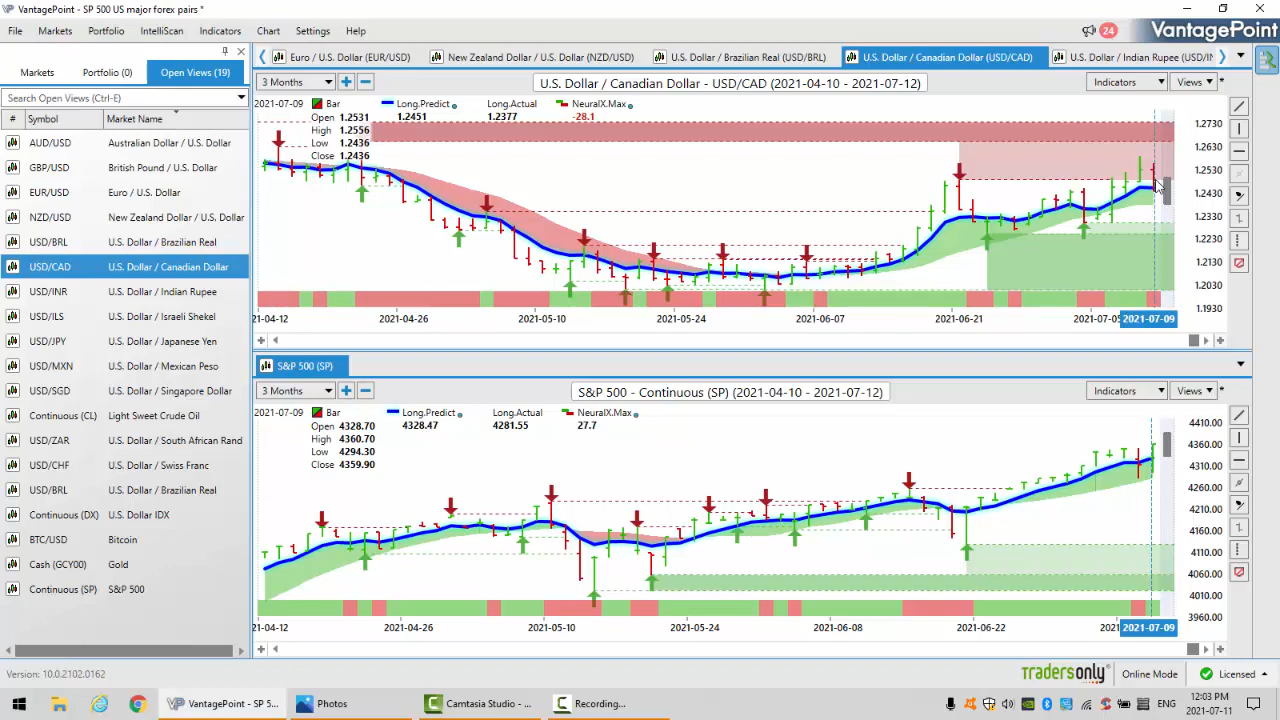 VantagePoint - SP 500 US major forex pairs *
File Markets Portfolio IntelliScan Indicators Chart Settings Help
24 VantagePoint
Markets Portfolio (0) Open Views (19)
Search Open Views (Ctrl-E)
# Symbol Market Name
AUD/USD Australian Dollar / U.S. Dollar
GBP/USD British Pound / U.S. Dollar
EUR/USD Euro / U.S. Dollar
NZD/USD New Zealand Dollar / U.S. Dollar
USD/BRL U.S. Dollar / Brazilian Real
USD/CAD U.S. Dollar / Canadian Dollar
USD/INR U.S. Dollar / Indian Rupee
USD/ILS U.S. Dollar / Israeli Shekel
USD/JPY U.S. Dollar / Japanese Yen
USD/MXN U.S. Dollar / Mexican Peso
USD/SGD U.S. Dollar / Singapore Dollar
Continuous (CL) Light Sweet Crude Oil
USD/ZAR U.S. Dollar / South African Rand
USD/CHF U.S. Dollar / Swiss Franc
USD/BRL U.S. Dollar / Brazilian Real
Continuous (DX) U.S. Dollar IDX
BTC/USD Bitcoin
Cash (GCY00) Gold
Continuous (SP) S&P 500
Euro / U.S. Dollar (EUR/USD) New Zealand Dollar / U.S. Dollar (NZD/USD) U.S. Dollar / Brazilian Real (USD/BRL) U.S. Dollar / Canadian Dollar (USD/CAD) U.S. Dollar / Indian Rupee (USD/IN
3 Months U.S. Dollar / Canadian Dollar - USD/CAD (2021-04-10 - 2021-07-12) Indicators Views *
2021-07-09 Bar Long.Predict Long.Actual NeuralX.Max
Open 1.2531 1.2451 1.2377 -28.1
High 1.2556
Low 1.2436
Close 1.2436
1.2730
1.2630
1.2530
1.2430
1.2330
1.2230
1.2130
1.2030
1.1930
21-04-12 2021-04-26 2021-05-10 2021-05-24 2021-06-07 2021-06-21 2021-07-05 2021-07-09
S&P 500 (SP)
3 Months S&P 500 - Continuous (SP) (2021-04-10 - 2021-07-12) Indicators Views *
2021-07-09 Bar Long.Predict Long.Actual NeuralX.Max
Open 4328.70 4328.47 4281.55 27.7
High 4360.70
Low 4294.30
Close 4359.90
4410.00
4360.00
4310.00
4260.00
4210.00
4160.00
4110.00
4060.00
4010.00
3960.00
21-04-12 2021-04-26 2021-05-10 2021-05-24 2021-06-08 2021-06-22 2021 2021-07-09
Version: 10.0.2102.0162 tradersonly Online Mode Licensed
VantagePoint - SP 5... Photos Camtasia Studio - ... Recording... ENG 12:03 PM
2021-07-11